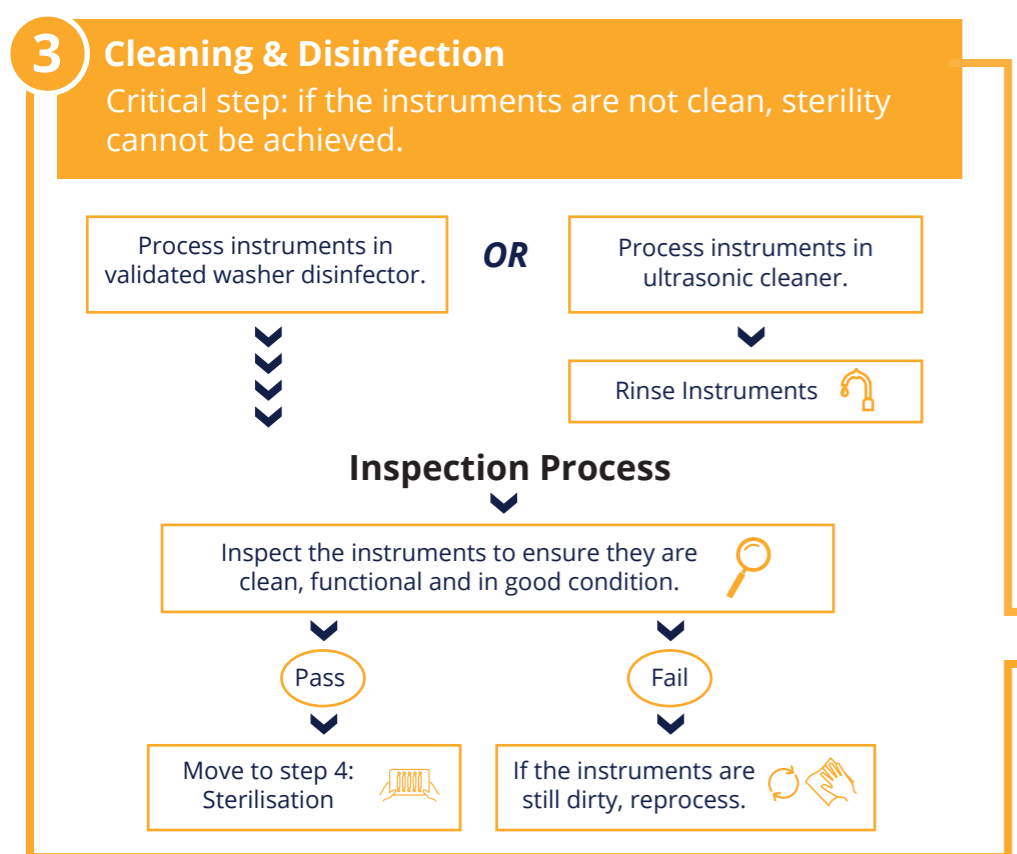 3
Cleaning & Disinfection
Critical step: if the instruments are not clean, sterility
cannot be achieved.
Process instruments in
validated washer disinfector.
OR
Process instruments in
ultrasonic cleaner.
Rinse Instruments
Inspection Process
Inspect the instruments to ensure they are
clean, functional and in good condition.
Pass
Fail
Move to step 4:
Sterilisation
If the instruments are
still dirty, reprocess.